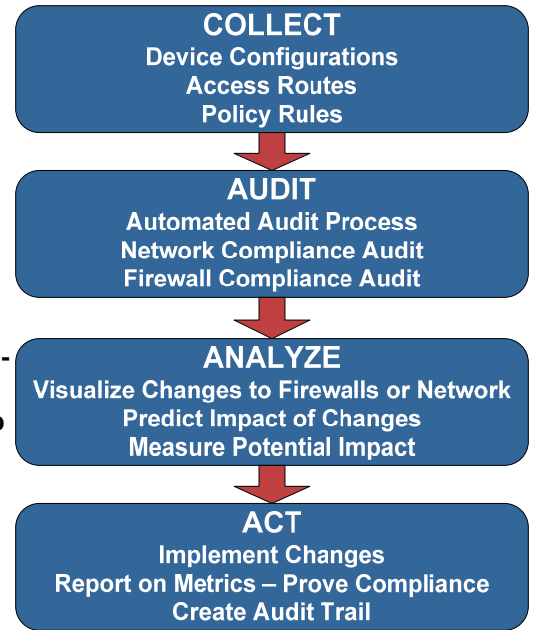 COLLECT
Device Configurations
Access Routes
Policy Rules
AUDIT
Automated Audit Process
Network Compliance Audit
Firewall Compliance Audit
-
ANALYZE
Visualize Changes to Firewalls or Network
Predict Impact of Changes
Measure Potential Impact
ACT
Implement Changes
Report on Metrics – Prove Compliance
Create Audit Trail